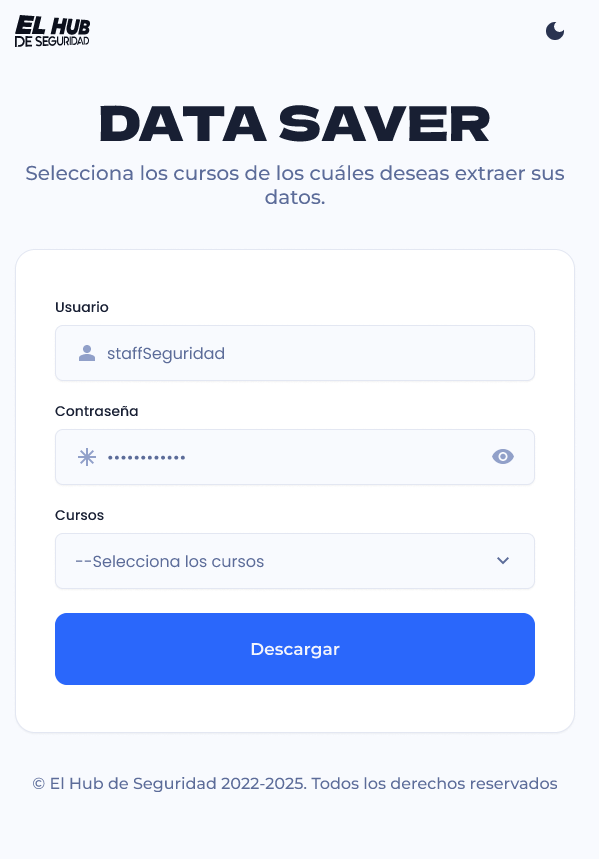 EL HUB
DE SEGURIDAD
DATA SAVER
Selecciona los cursos de los cuáles deseas extraer sus
datos.
Usuario
staffSeguridad
Contraseña
••••••••••••
Cursos
--Selecciona los cursos
Descargar
© El Hub de Seguridad 2022-2025. Todos los derechos reservados